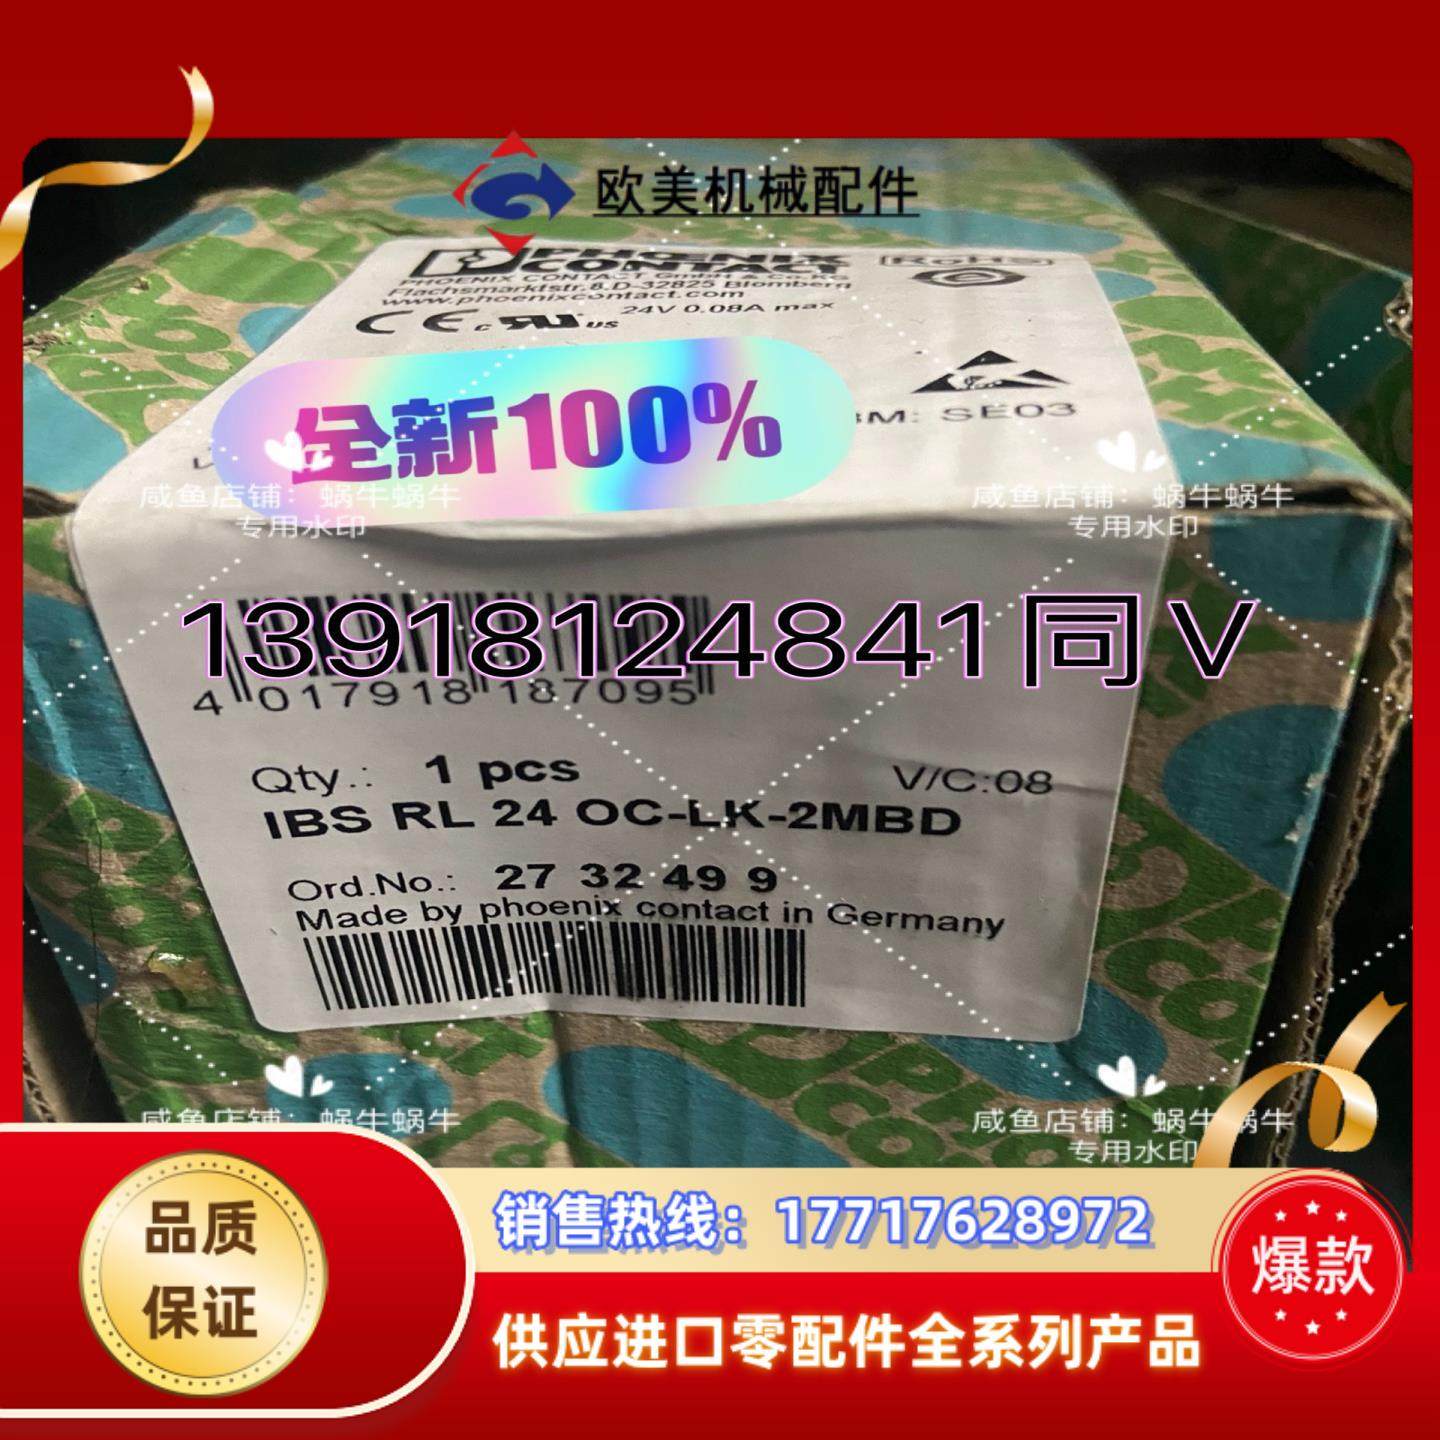 欧美机械配件
PHOENIX
CONTACT
RoHS
PHOENIX CONTACT GmbH & Co.KG
Flachsmarktstr.8,D-32825 Blomberg
www.phoenixcontact.com
24V 0.08A max
CE c RU us
全新100%
BM: SE03
咸鱼店铺：蜗牛蜗牛
专用水印
咸鱼店铺：蜗牛蜗牛
专用水印
13918124841同V
4 017918 187095
Qty.: 1 pcs
V/C:08
IBS RL 24 OC-LK-2MBD
Ord.No.: 27 32 49 9
Made by phoenix contact in Germany
咸鱼店铺：蜗牛蜗牛
咸鱼店铺：蜗牛蜗牛
专用水印
品质
保证
销售热线：17717628972
爆款
供应进口零配件全系列产品